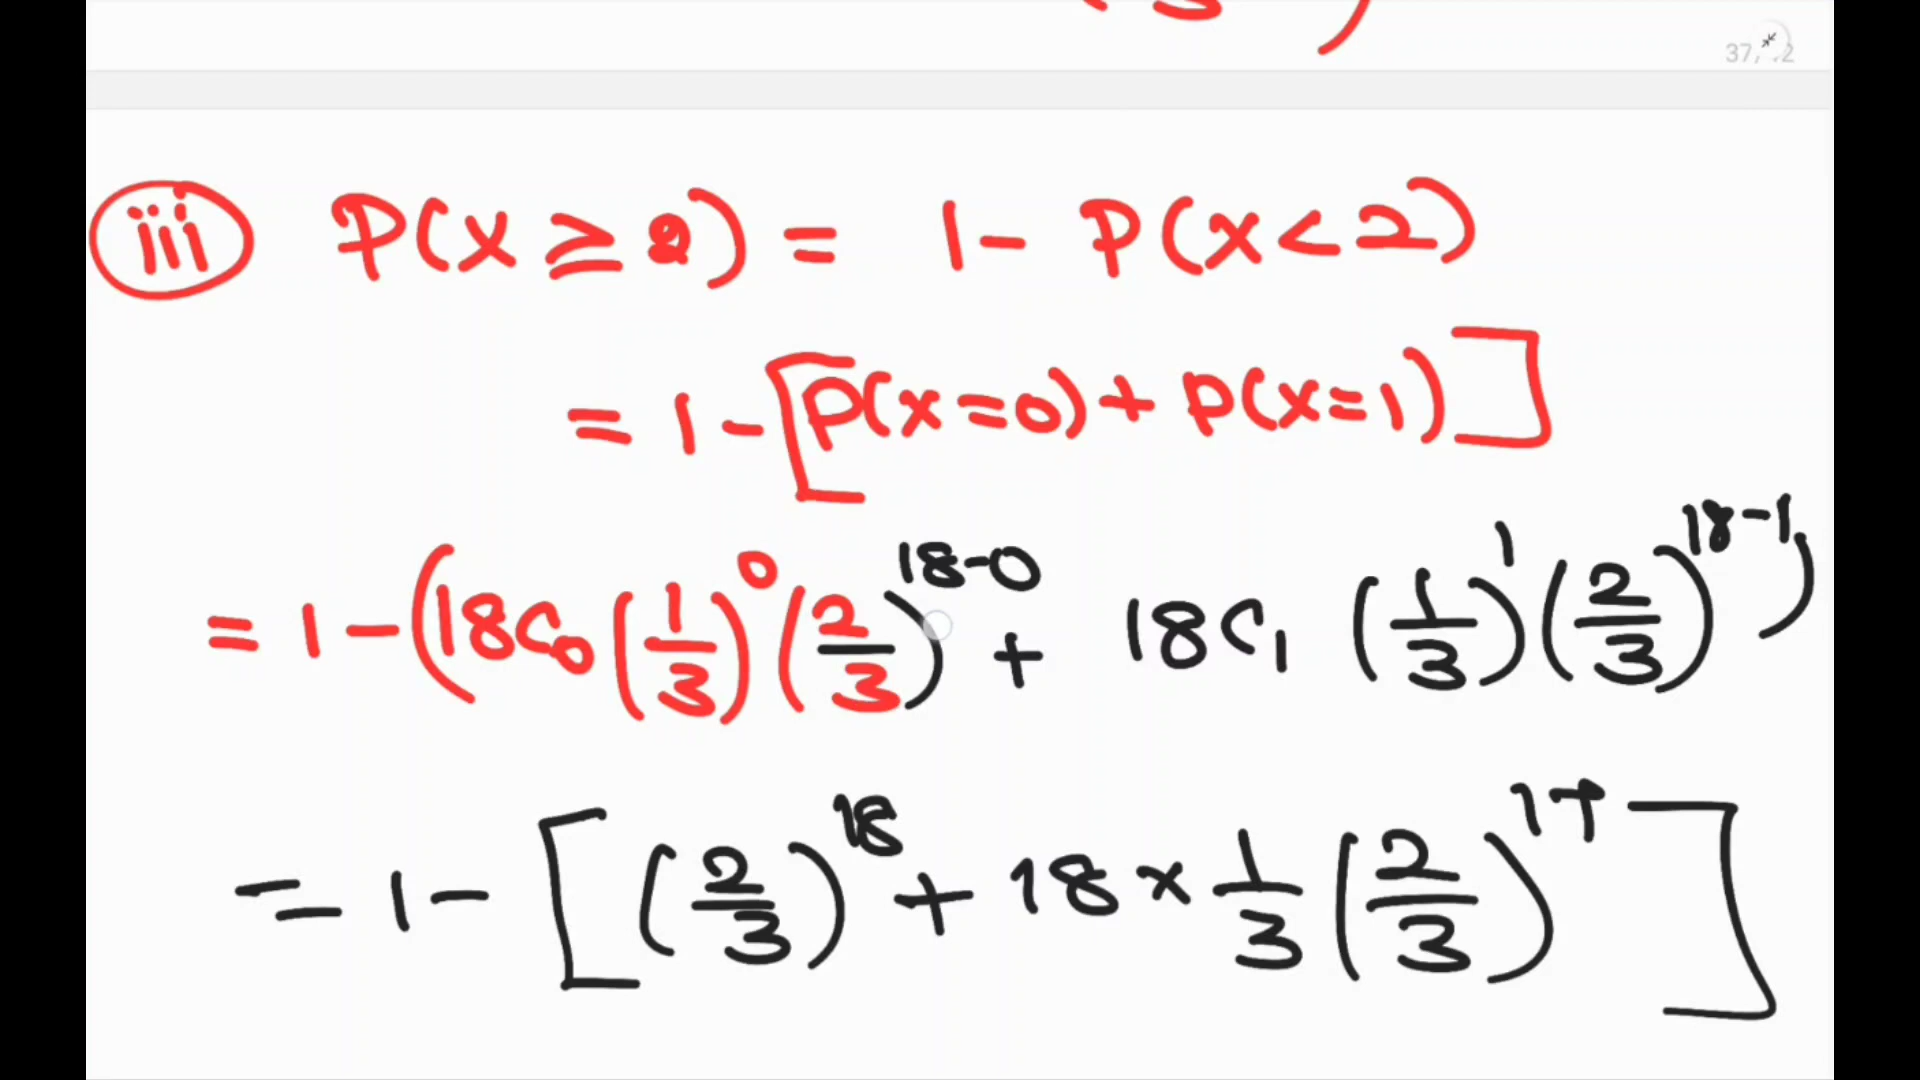 iii P(X ≥ 2) = 1 - P(X < 2)
= 1 - [P(X=0) + P(X=1)]
= 1 - (18C₀ (1/3)⁰ (2/3)¹⁸⁻⁰ + 18C₁ (1/3)¹ (2/3)¹⁸⁻¹)
= 1 - [(2/3)¹⁸ + 18 × 1/3 (2/3)¹⁷]